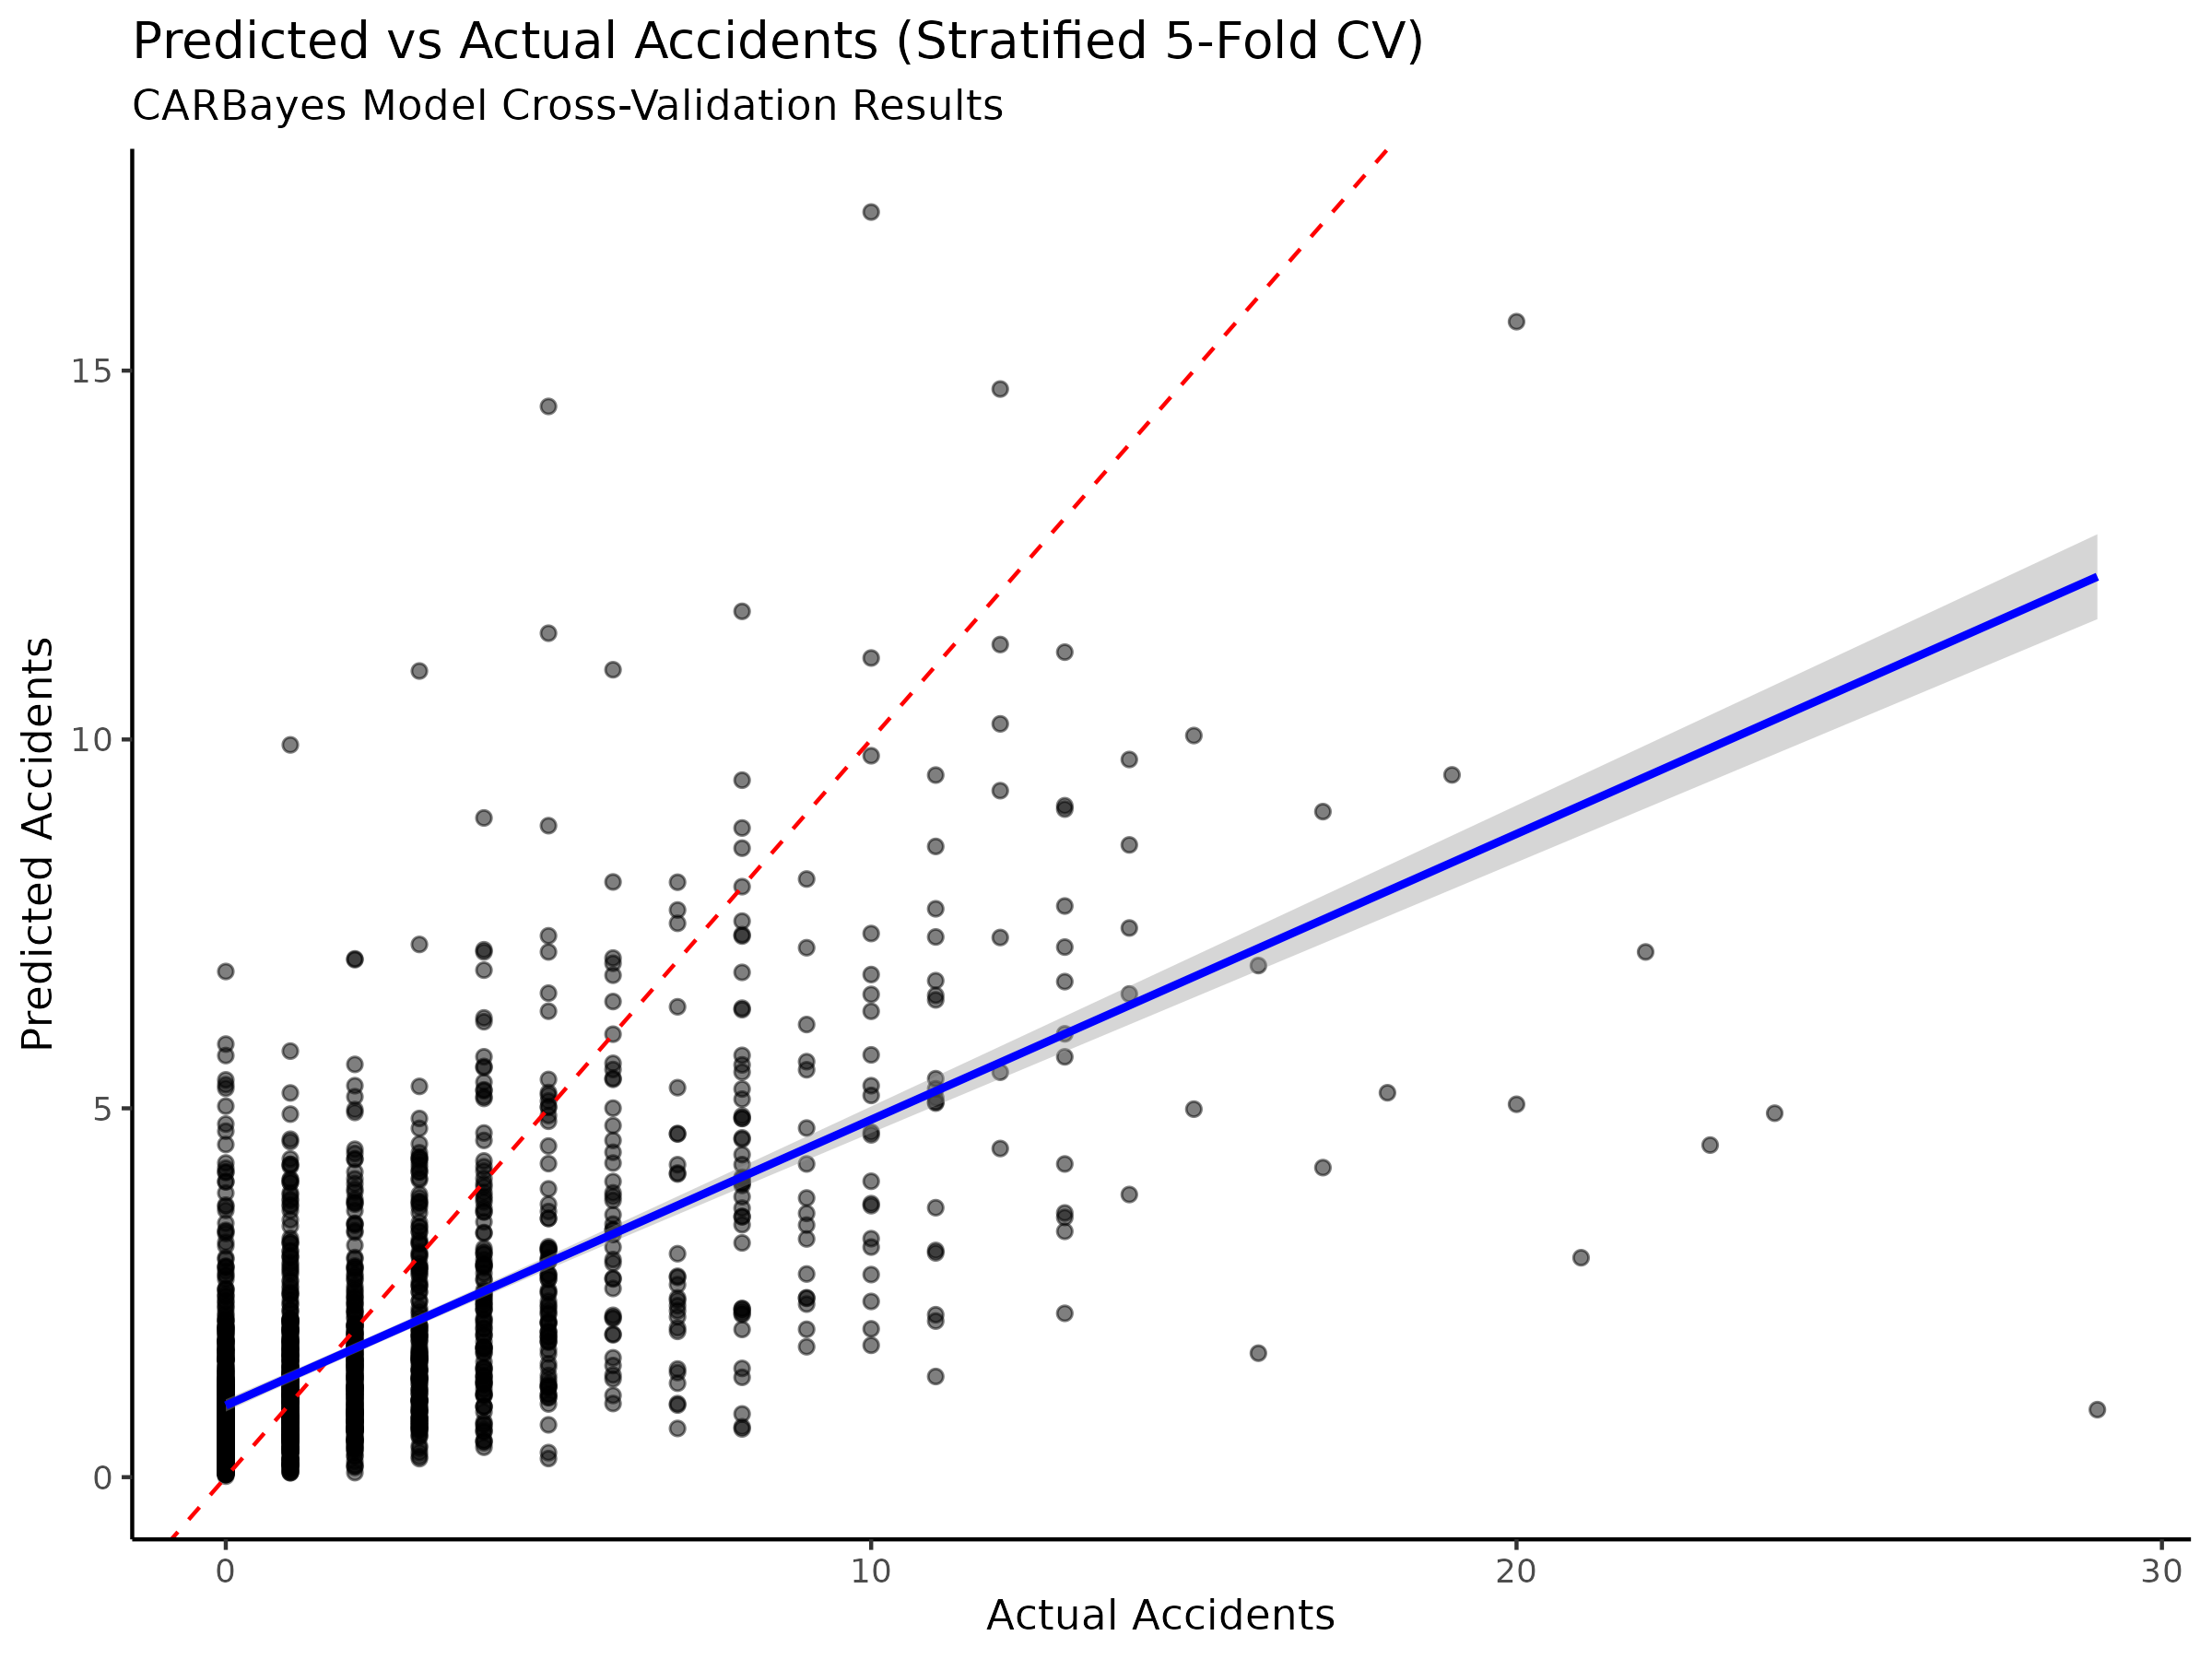 Predicted vs Actual Accidents (Stratified 5-Fold CV)
CARBayes Model Cross-Validation Results
Predicted Accidents
15
10
5
0
0
10
20
30
Actual Accidents